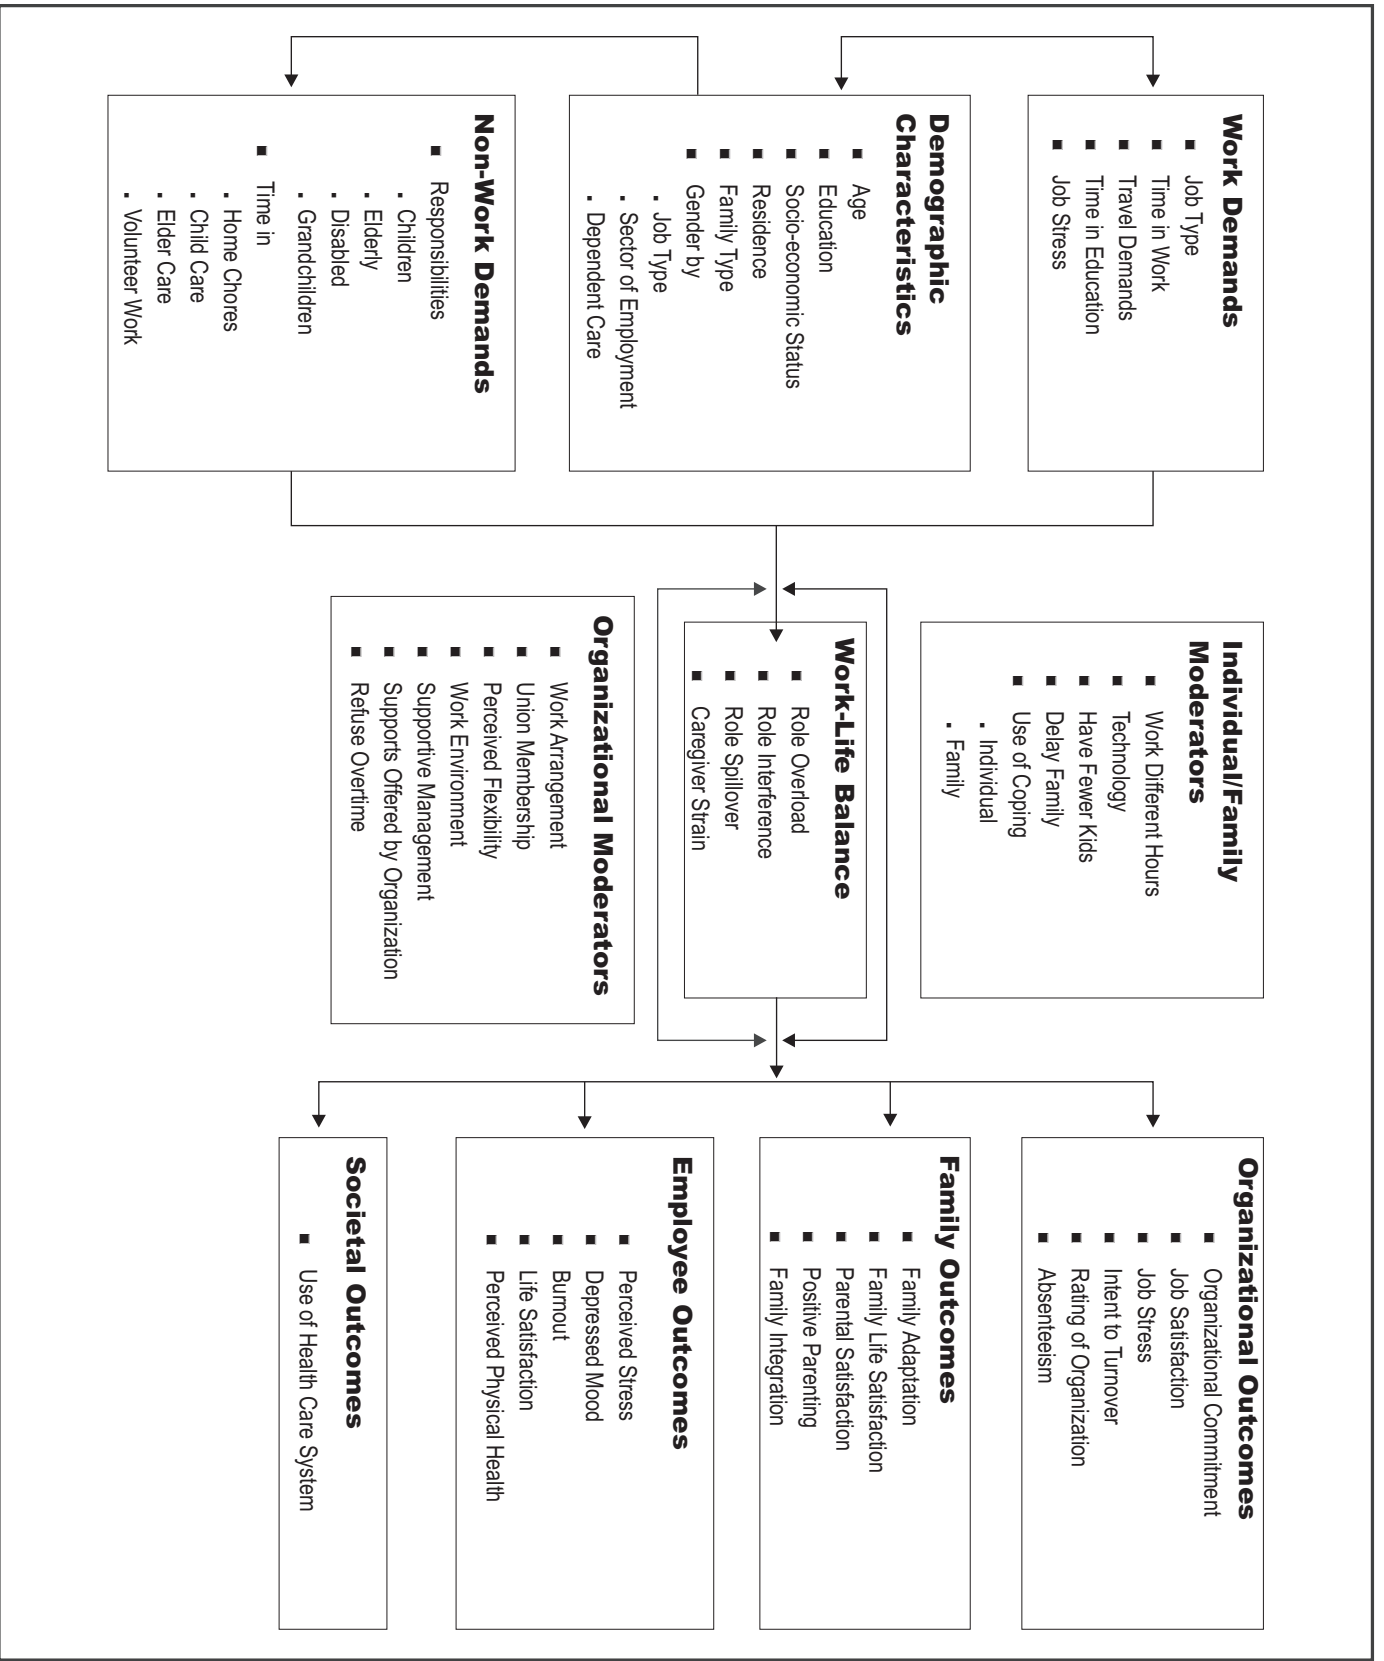 Work Demands
Job Type
Time in Work
Travel Demands
Time in Education
Job Stress
Demographic
Characteristics
Age
Education
Socio-economic Status
Residence
Family Type
Gender by
Job Type
Sector of Employment
Dependent Care
Non-Work Demands
Responsibilities
Children
Elderly
Disabled
Grandchildren
Time in
Home Chores
Child Care
Elder Care
Volunteer Work
Individual/Family
Moderators
Work Different Hours
Technology
Have Fewer Kids
Delay Family
Use of Coping
Individual
Family
Work-Life Balance
Role Overload
Role Interference
Role Spillover
Caregiver Strain
Organizational Moderators
Work Arrangement
Union Membership
Perceived Flexibility
Work Environment
Supportive Management
Supports Offered by Organization
Refuse Overtime
Organizational Outcomes
Organizational Commitment
Job Satisfaction
Job Stress
Intent to Turnover
Rating of Organization
Absenteeism
Family Outcomes
Family Adaptation
Family Life Satisfaction
Parental Satisfaction
Positive Parenting
Family Integration
Employee Outcomes
Perceived Stress
Depressed Mood
Burnout
Life Satisfaction
Perceived Physical Health
Societal Outcomes
Use of Health Care System